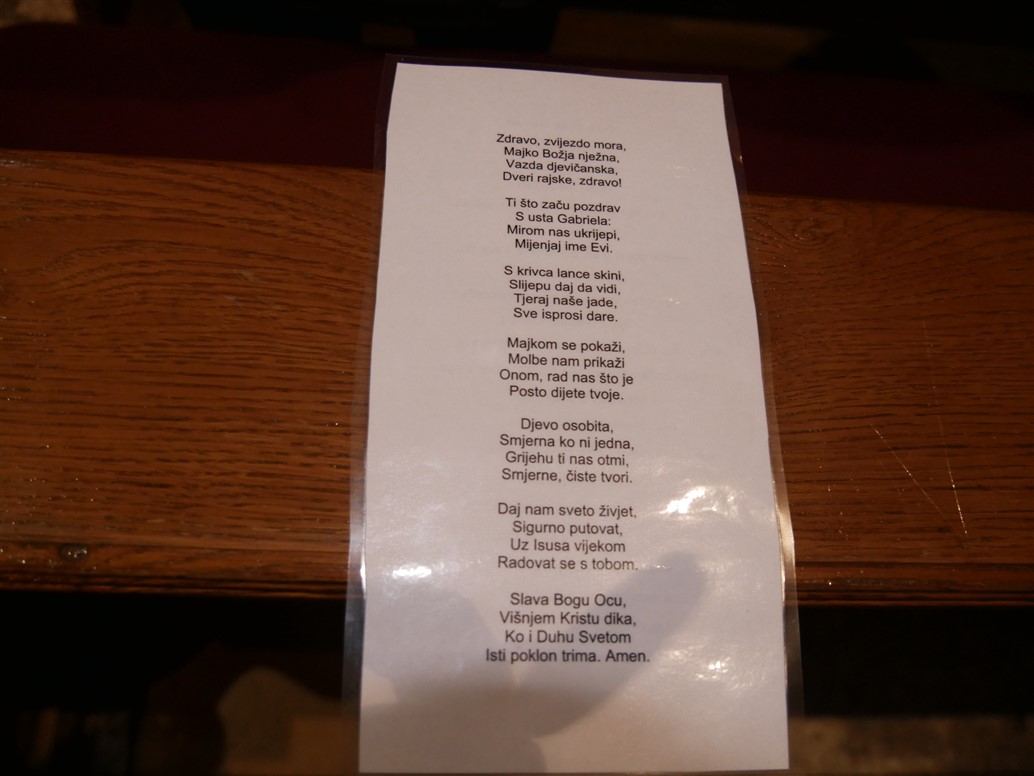 Zdravo, zvijezdo mora,
Majko Božja nježna,
Vazda djevičanska,
Dveri rajske, zdravo!
Ti što začu pozdrav
S usta Gabriela:
Mirom nas ukrijepi,
Mijenjaj ime Evi.
S krivca lance skini,
Slijepu daj da vidi,
Tjeraj naše jade,
Sve isprosi dare.
Majkom se pokaži,
Molbe nam prikaži
Onom, rad nas što je
Posto dijete tvoje.
Djevo osobita,
Smjerna ko ni jedna,
Grijehu ti nas otmi,
Smjerne, čiste tvori.
Daj nam sveto živjet,
Sigurno putovat,
Uz Isusa vijekom
Radovat se s tobom.
Slava Bogu Ocu,
Višnjem Kristu dika,
Ko i Duhu Svetom
Isti poklon trima. Amen.